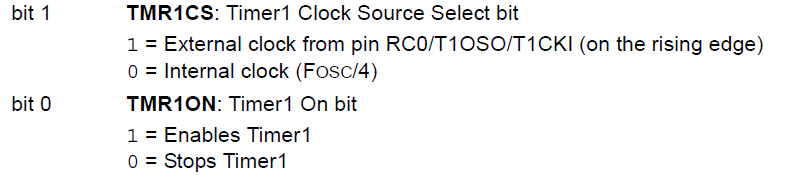 bit 1 TMR1CS: Timer1 Clock Source Select bit
1 = External clock from pin RC0/T1OSO/T1CKI (on the rising edge)
0 = Internal clock (FOSC/4)
bit 0 TMR1ON: Timer1 On bit
1 = Enables Timer1
0 = Stops Timer1